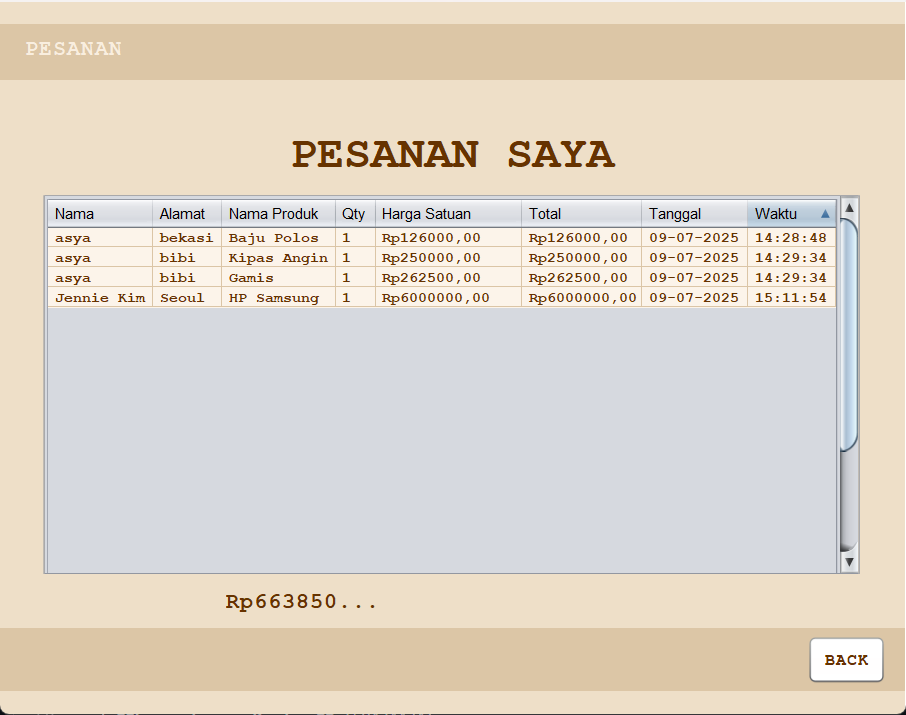 PESANAN
PESANAN SAYA
Nama Alamat Nama Produk Qty Harga Satuan Total Tanggal Waktu
asya bekasi Baju Polos 1 Rp126000,00 Rp126000,00 09-07-2025 14:28:48
asya bibi Kipas Angin 1 Rp250000,00 Rp250000,00 09-07-2025 14:29:34
asya bibi Gamis 1 Rp262500,00 Rp262500,00 09-07-2025 14:29:34
Jennie Kim Seoul HP Samsung 1 Rp6000000,00 Rp6000000,00 09-07-2025 15:11:54
Rp663850...
BACK